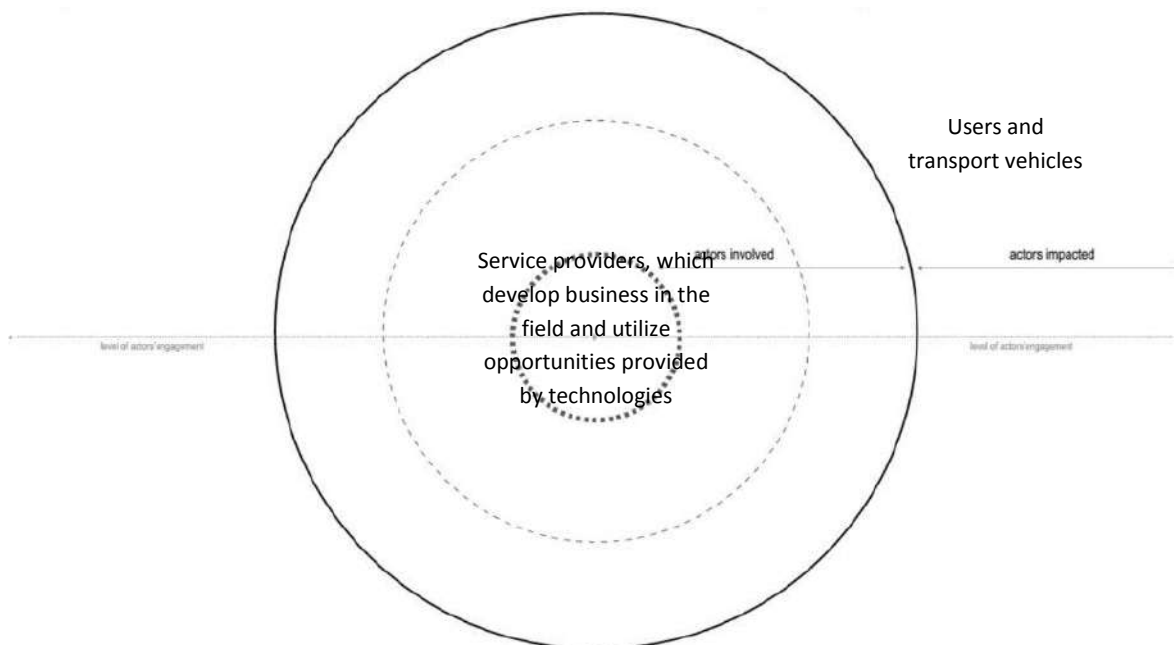 Users and
transport vehicles
actors involved
actors impacted
Service providers, which
develop business in the
field and utilize
opportunities provided
by technologies
level of actors' engagement
level of actors' engagement